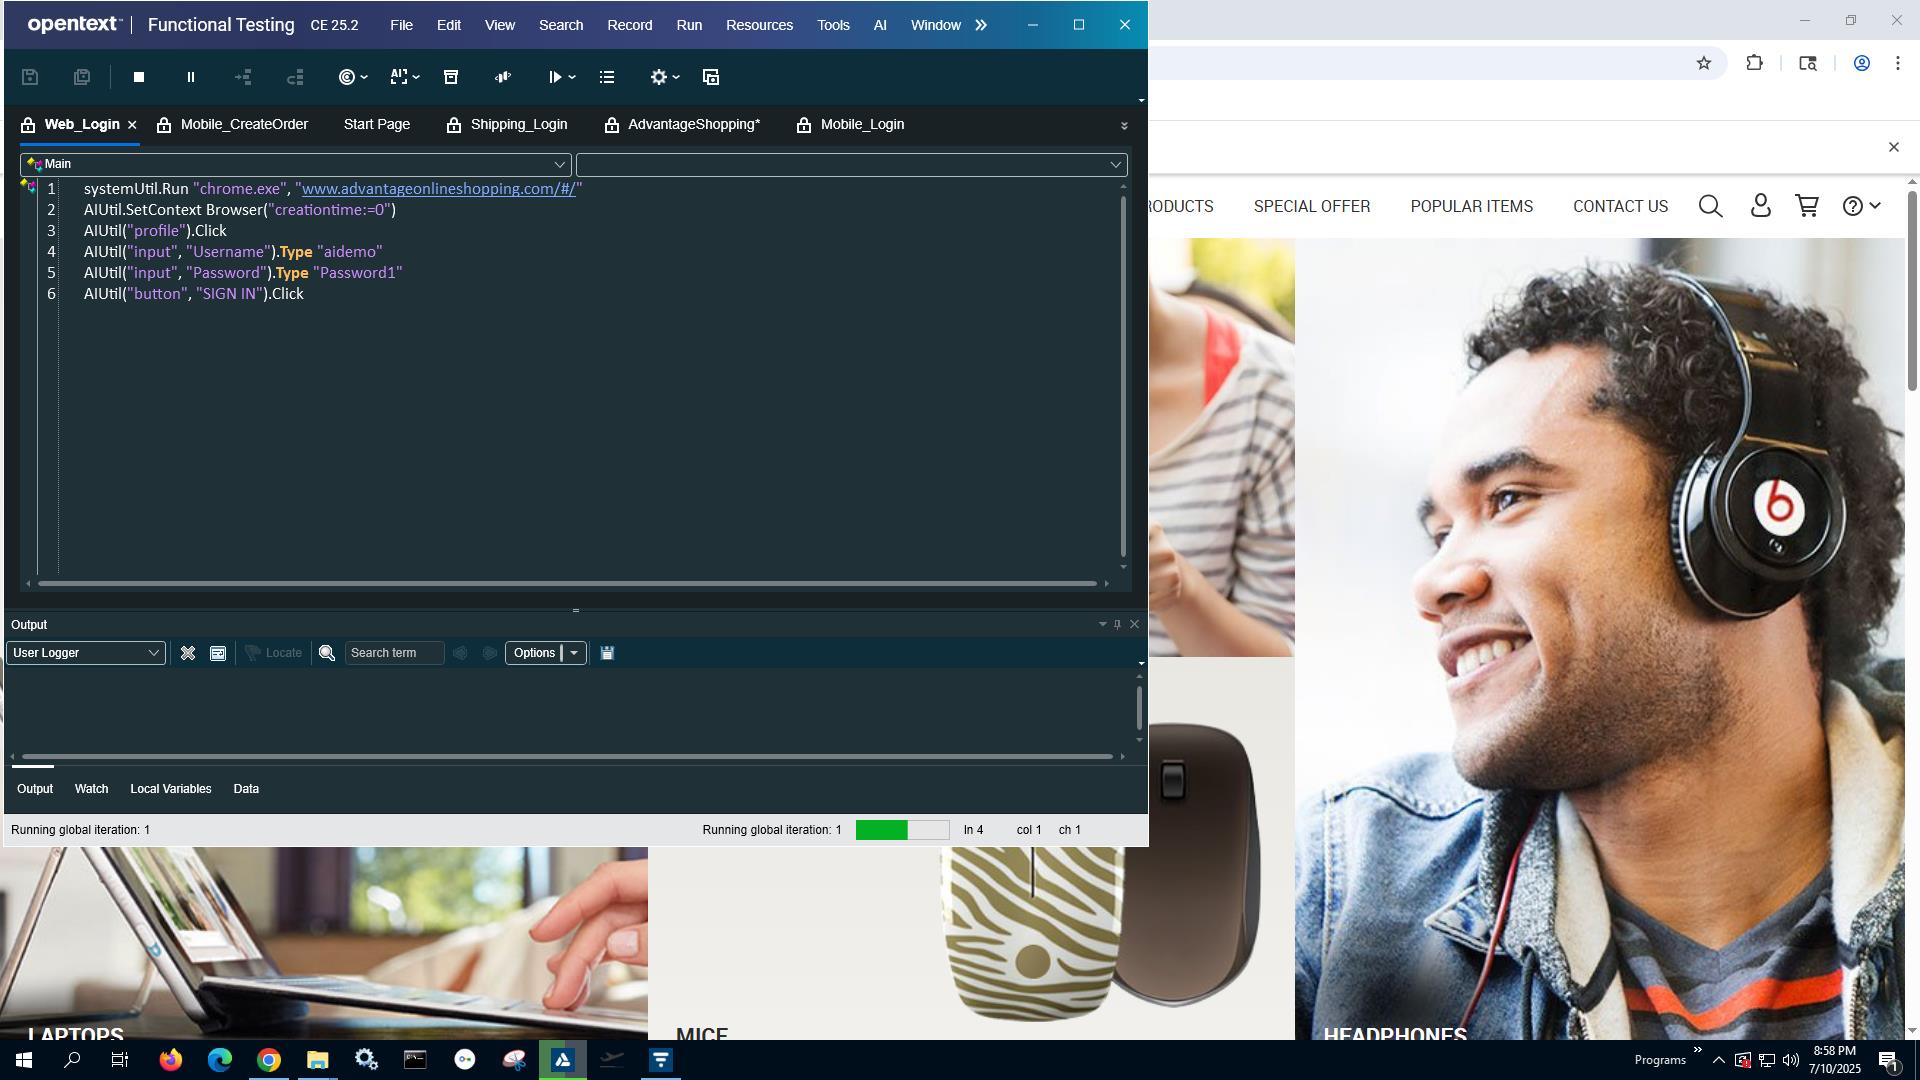 opentext™ | Functional Testing CE 25.2 File Edit View Search Record Run Resources Tools AI Window
Web_Login Mobile_CreateOrder Start Page Shipping_Login AdvantageShopping* Mobile_Login
Main
1 systemUtil.Run "chrome.exe", "www.advantageonlineshopping.com/#/"
2 AIUtil.SetContext Browser("creationtime:=0")
3 AIUtil("profile").Click
4 AIUtil("input", "Username").Type "aidemo"
5 AIUtil("input", "Password").Type "Password1"
6 AIUtil("button", "SIGN IN").Click
RODUCTS SPECIAL OFFER POPULAR ITEMS CONTACT US
Output
User Logger Locate Search term Options
Output Watch Local Variables Data
Running global iteration: 1 Running global iteration: 1 ln 4 col 1 ch 1
LAPTOPS MICE HEADPHONES
Programs
8:58 PM
7/10/2025
1